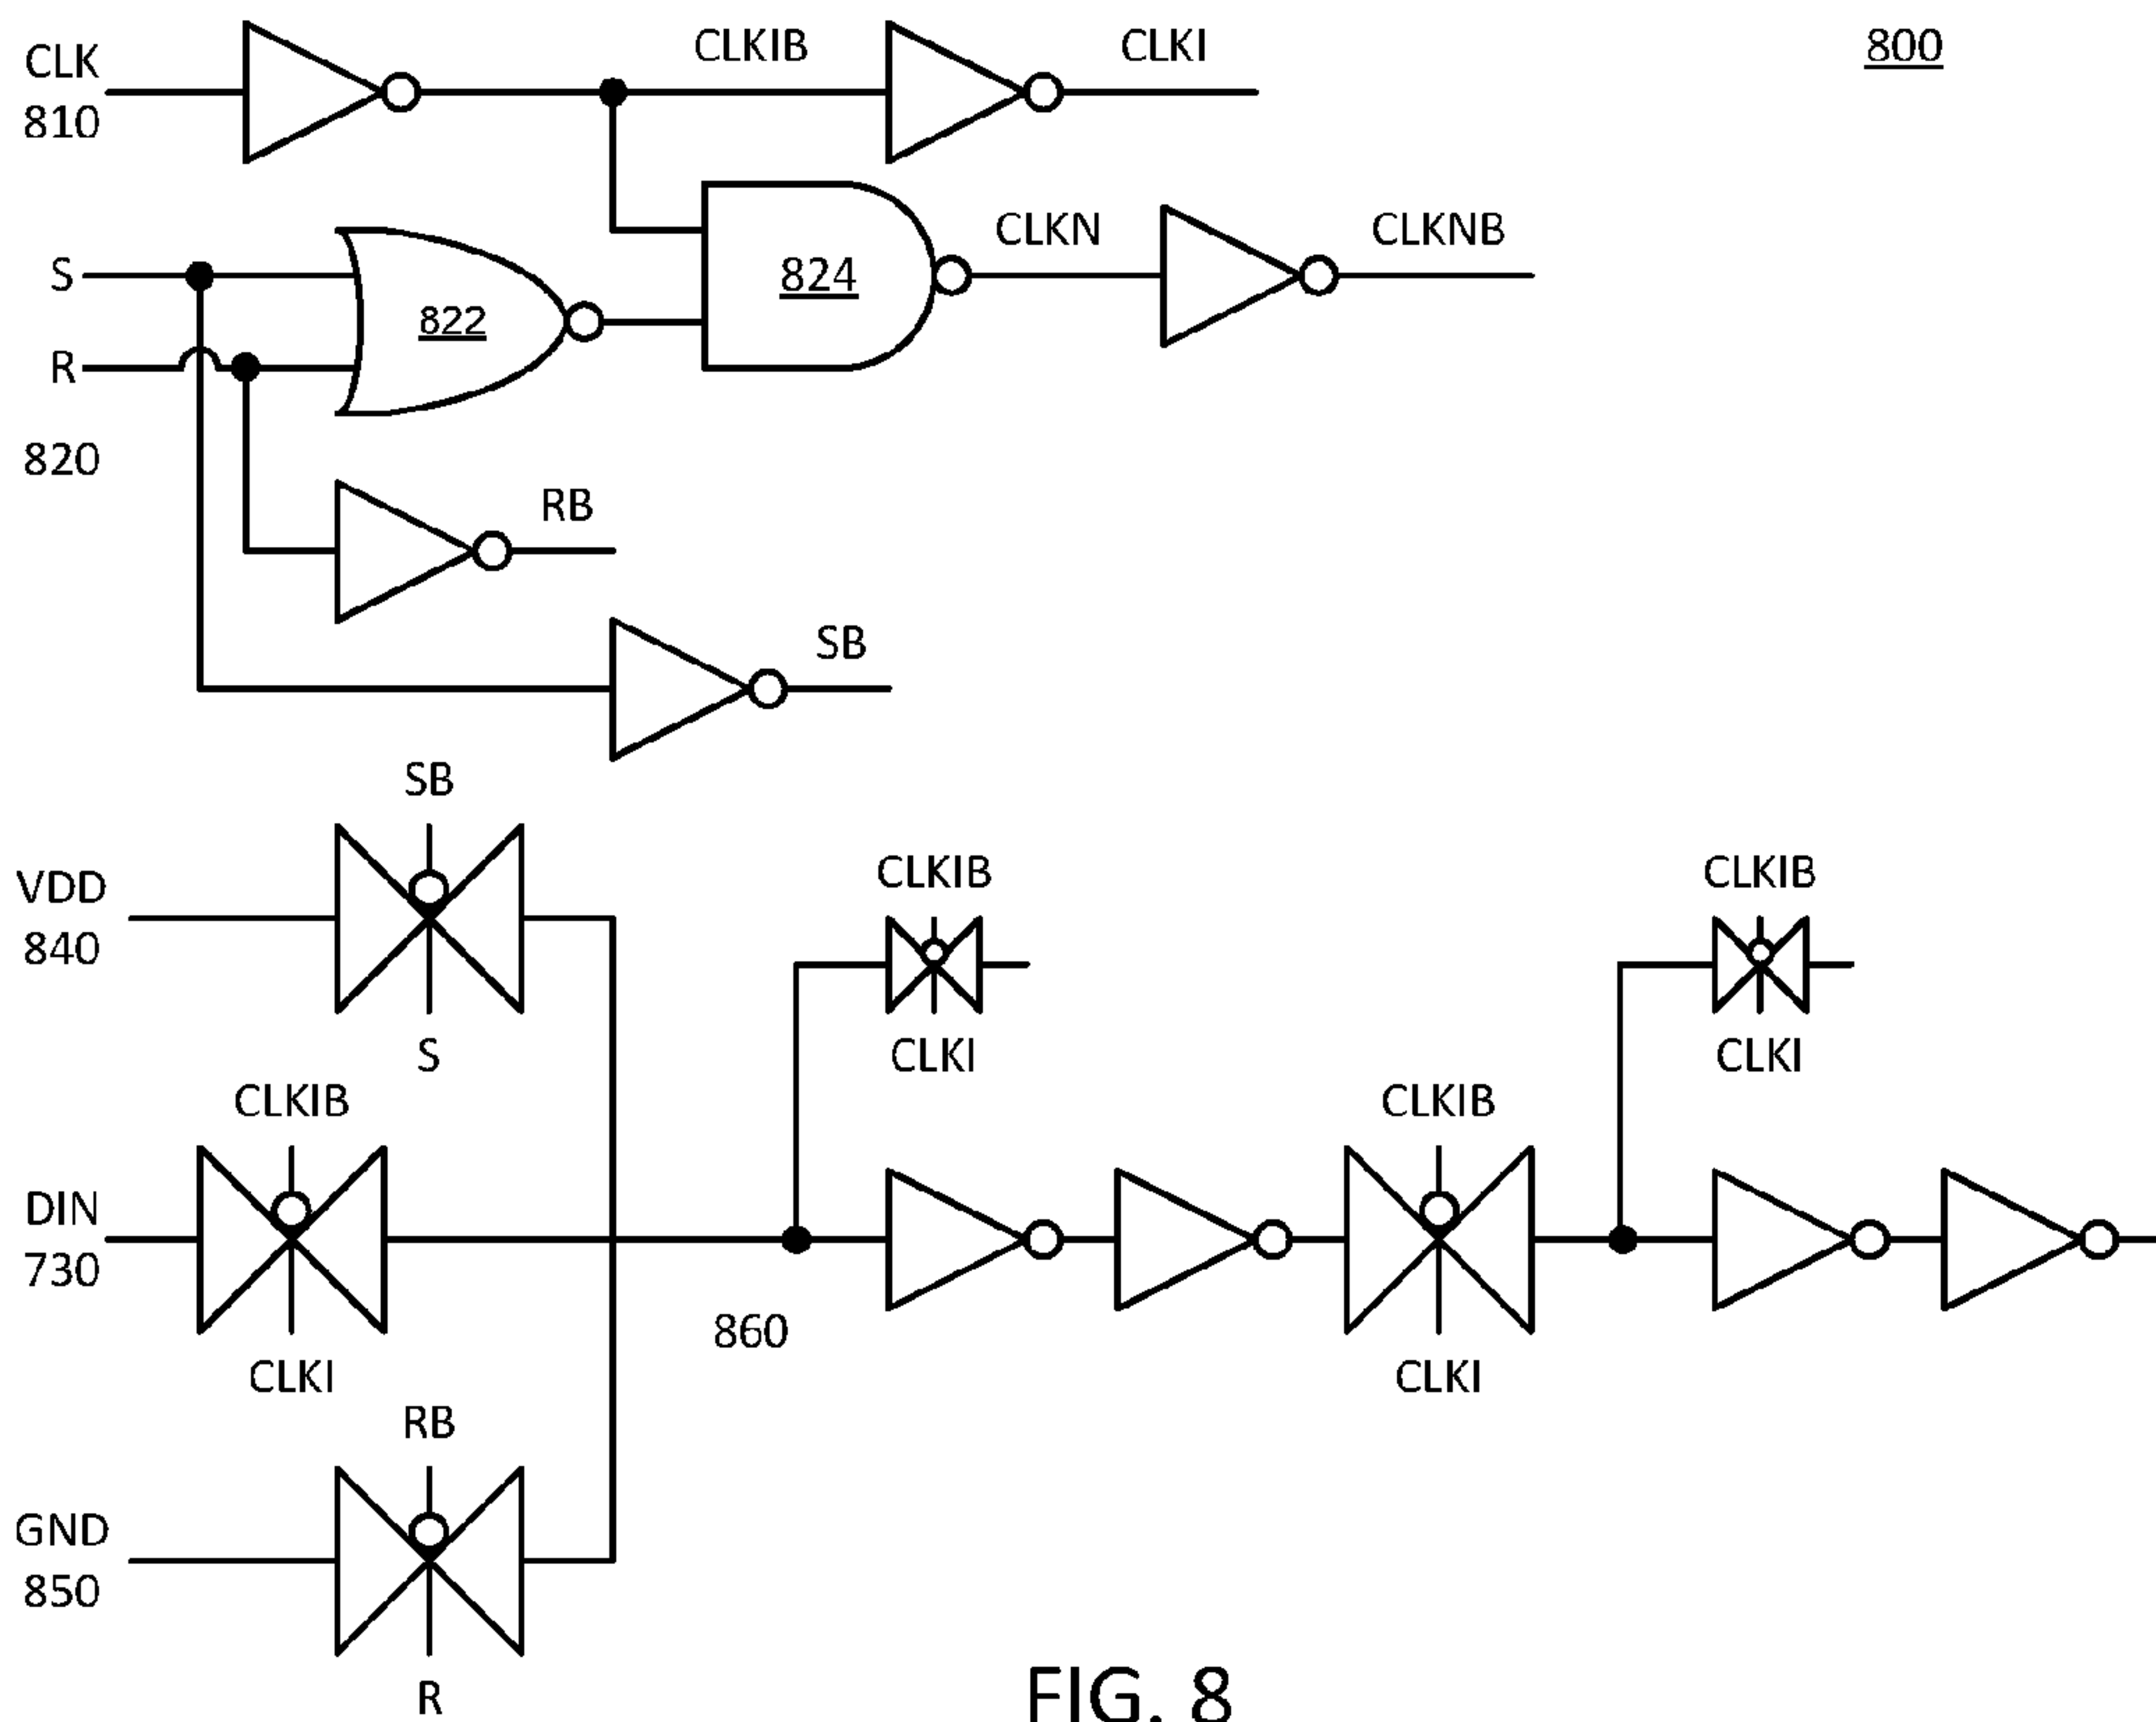 800
CLK
810
CLKIB
CLKI
S
R
820
822
824
CLKN
CLKNB
RB
SB
SB
VDD
840
S
CLKIB
CLKI
CLKIB
CLKI
CLKIB
DIN
730
CLKI
860
CLKIB
CLKI
RB
GND
850
R
FIG. 8